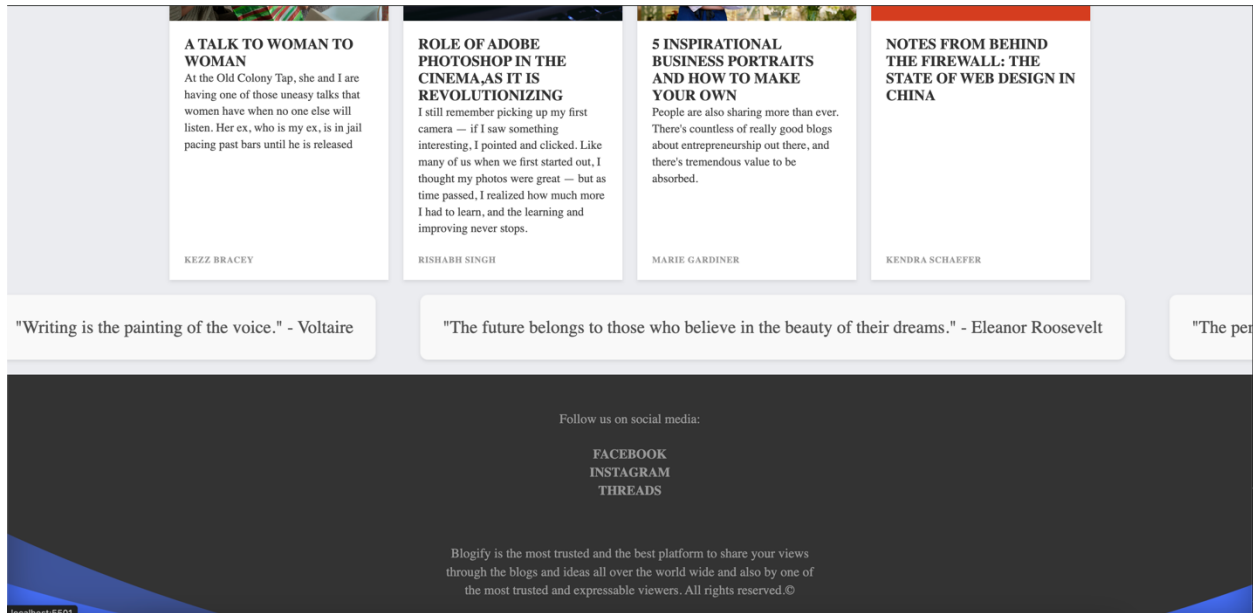 A TALK TO WOMAN TO
WOMAN
At the Old Colony Tap, she and I are
having one of those uneasy talks that
women have when no one else will
listen. Her ex, who is my ex, is in jail
pacing past bars until he is released
KEZZ BRACEY
ROLE OF ADOBE
PHOTOSHOP IN THE
CINEMA,AS IT IS
REVOLUTIONIZING
I still remember picking up my first
camera — if I saw something
interesting, I pointed and clicked. Like
many of us when we first started out, I
thought my photos were great — but as
time passed, I realized how much more
I had to learn, and the learning and
improving never stops.
RISHABH SINGH
5 INSPIRATIONAL
BUSINESS PORTRAITS
AND HOW TO MAKE
YOUR OWN
People are also sharing more than ever.
There's countless of really good blogs
about entrepreneurship out there, and
there's tremendous value to be
absorbed.
MARIE GARDINER
NOTES FROM BEHIND
THE FIREWALL: THE
STATE OF WEB DESIGN IN
CHINA
KENDRA SCHAEFER
"Writing is the painting of the voice." - Voltaire
"The future belongs to those who believe in the beauty of their dreams." - Eleanor Roosevelt
"The per
Follow us on social media:
FACEBOOK
INSTAGRAM
THREADS
Blogify is the most trusted and the best platform to share your views
through the blogs and ideas all over the world wide and also by one of
the most trusted and expressable viewers. All rights reserved.©
localhost:5501